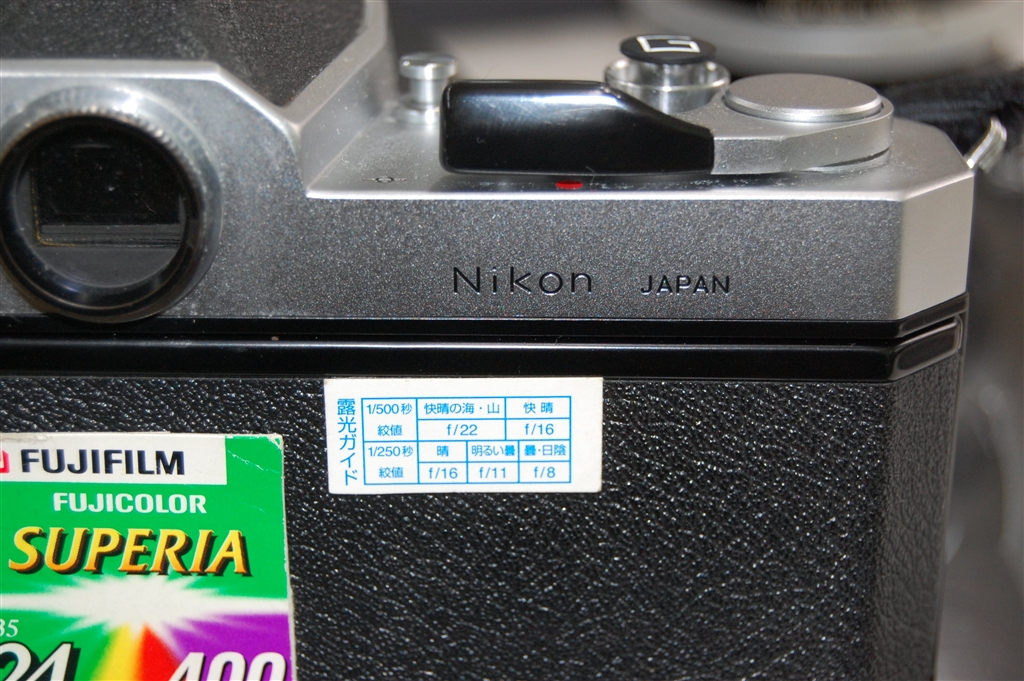 Nikon JAPAN
露光ガイド
1/500秒 快晴の海・山 快晴
絞値 f/22 f/16
1/250秒 晴 明るい曇 曇・日陰
絞値 f/16 f/11 f/8
FUJIFILM
FUJICOLOR
SUPERIA
24 400